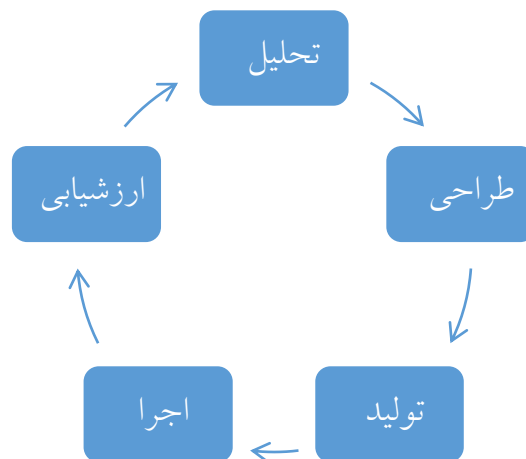 تحلیل
طراحی
تولید
اجرا
ارزشیابی